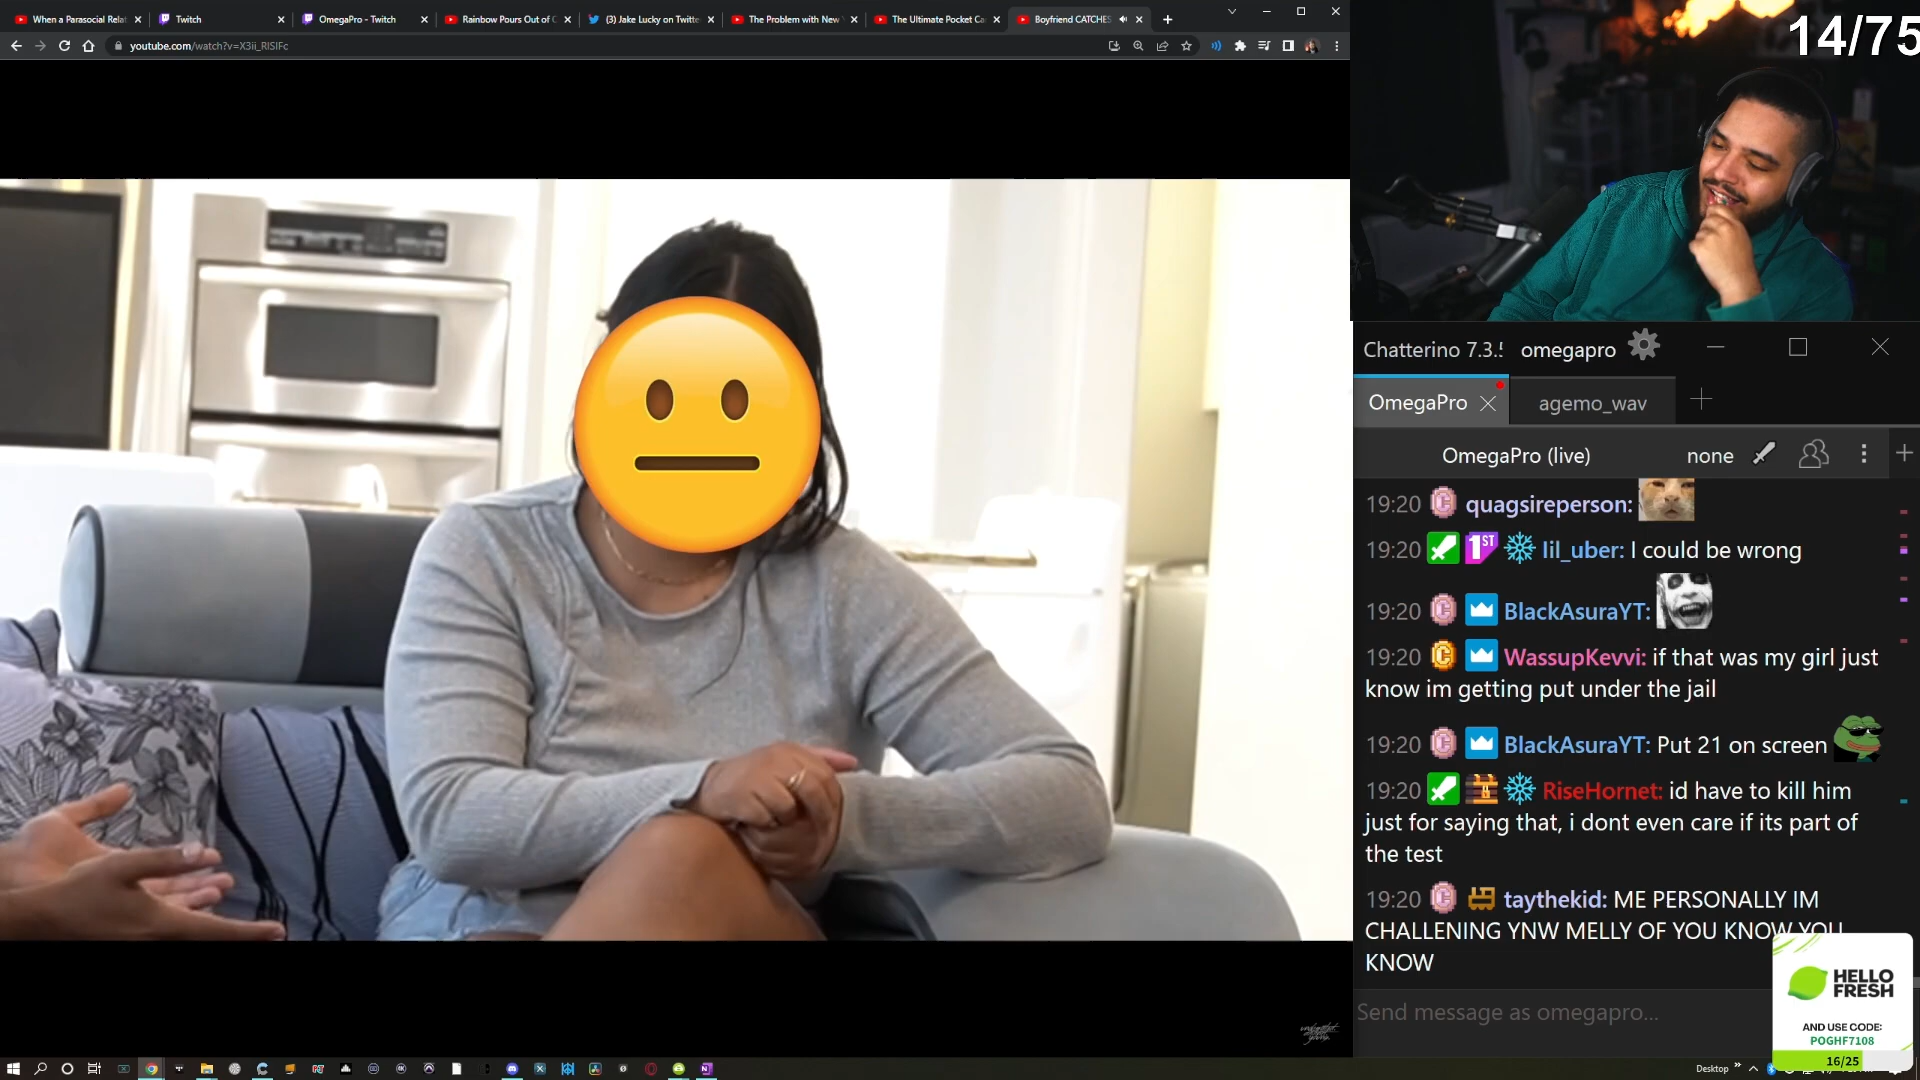 When a Parasocial Relat
Twitch
OmegaPro - Twitch
Rainbow Pours Out of C
(3) Jake Lucky on Twitte
The Problem with New
The Ultimate Pocket Ca
Boyfriend CATCHES
youtube.com/watch?v=X3ii_RISIFc
14/75
Chatterino 7.3.5
omegapro
OmegaPro
agemo_wav
OmegaPro (live)
none
19:20 quagsireperson:
19:20 1ST lil_uber: I could be wrong
19:20 BlackAsuraYT:
19:20 WassupKevvi: if that was my girl just
know im getting put under the jail
19:20 BlackAsuraYT: Put 21 on screen
19:20 RiseHornet: id have to kill him
just for saying that, i dont even care if its part of
the test
19:20 taythekid: ME PERSONALLY IM
CHALLENING YNW MELLY OF YOU KNOW YOU
KNOW
Send message as omegapro...
HELLO
FRESH
AND USE CODE:
POGHF7108
16/25
Desktop